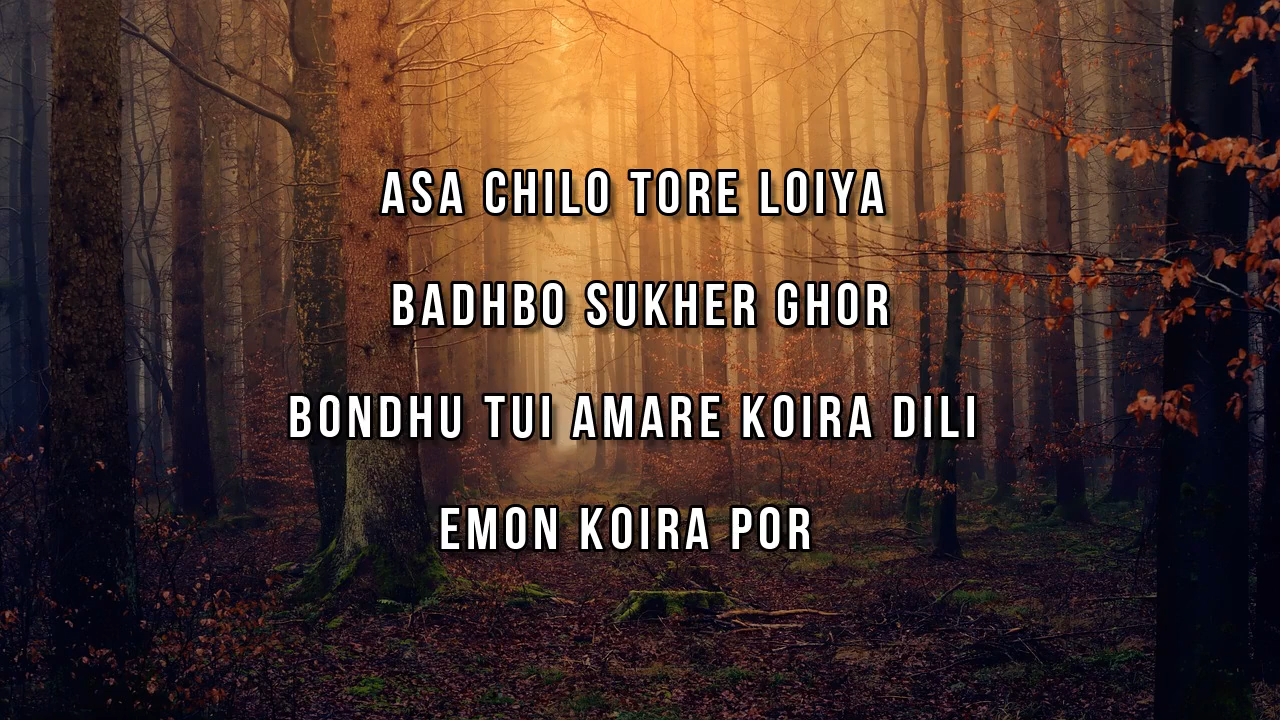 ASA CHILO TORE LOIYA
BADHBO SUKHER GHOR
BONDHU TUI AMARE KOIRA DILI
EMON KOIRA POR